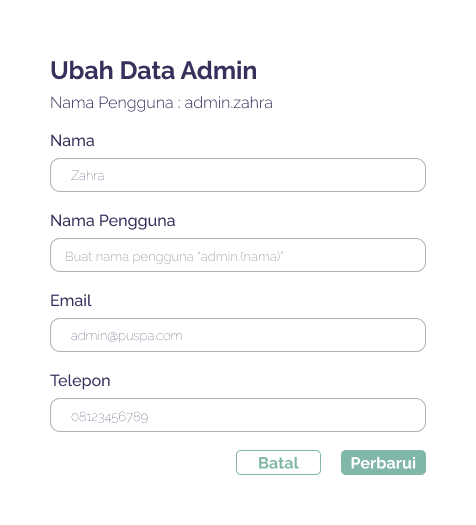 Ubah Data Admin
Nama Pengguna : admin.zahra
Nama
Zahra
Nama Pengguna
Buat nama pengguna "admin.(nama)"
Email
admin@puspa.com
Telepon
08123456789
Batal
Perbarui